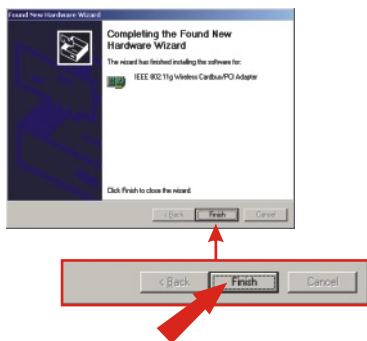 Found New Hardware Wizard
Completing the Found New
Hardware Wizard
The wizard has finished installing the software for:
IEEE 802.11g Wireless Cardbus/PCI Adapter
Click Finish to close the wizard.
< Back Finish Cancel
< Back Finish Cancel